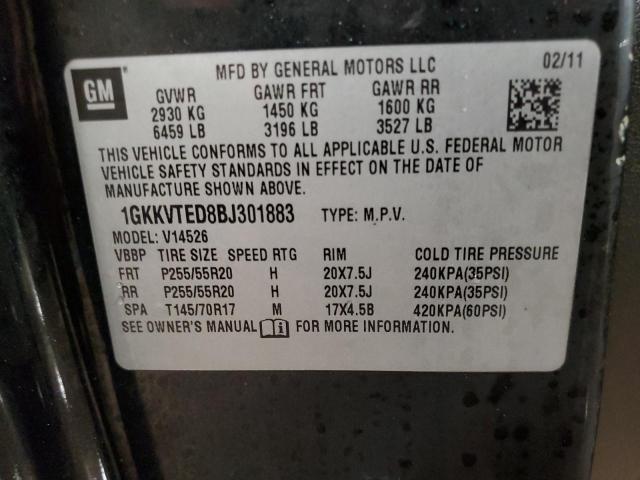 GM
MFD BY GENERAL MOTORS LLC 02/11
GVWR GAWR FRT GAWR RR
2930 KG 1450 KG 1600 KG
6459 LB 3196 LB 3527 LB
THIS VEHICLE CONFORMS TO ALL APPLICABLE U.S. FEDERAL MOTOR
VEHICLE SAFETY STANDARDS IN EFFECT ON THE DATE OF
MANUFACTURE SHOWN ABOVE.
1GKKVTED8BJ301883 TYPE: M.P.V.
MODEL: V14526
VBBP TIRE SIZE SPEED RTG RIM COLD TIRE PRESSURE
FRT P255/55R20 H 20X7.5J 240KPA(35PSI)
RR P255/55R20 H 20X7.5J 240KPA(35PSI)
SPA T145/70R17 M 17X4.5B 420KPA(60PSI)
SEE OWNER'S MANUAL i FOR MORE INFORMATION.